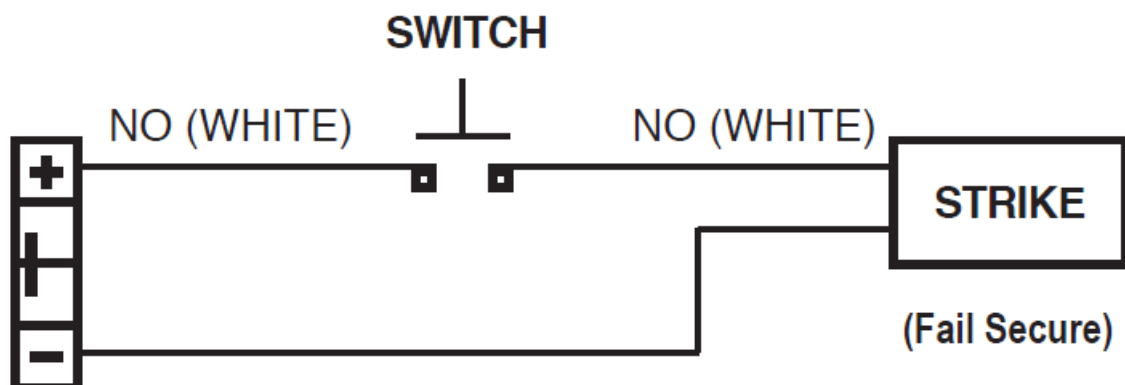 SWITCH
NO (WHITE)
NO (WHITE)
+
STRIKE
-
(Fail Secure)